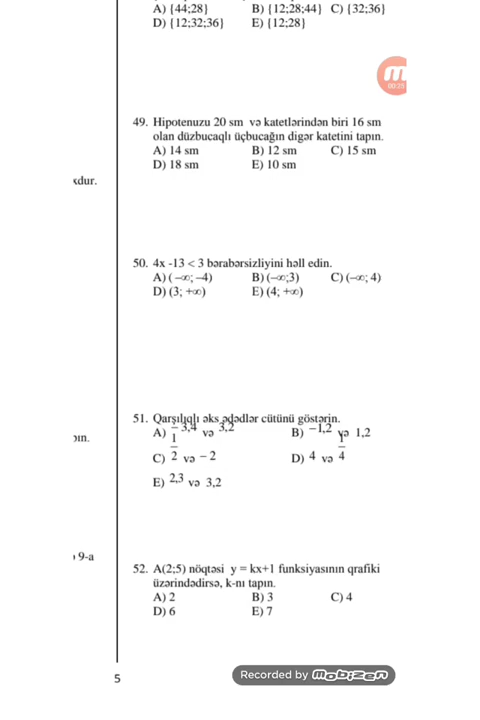 A) {44;28} B) {12;28;44} C) {32;36}
D) {12;32;36} E) {12;28}
00:25
49. Hipotenuzu 20 sm və katetlərindən biri 16 sm
olan düzbucaqlı üçbucağın digər katetini tapın.
A) 14 sm B) 12 sm C) 15 sm
D) 18 sm E) 10 sm
xdur.
50. 4x -13 < 3 bərabərsizliyini həll edin.
A) (−∞; −4) B) (−∞;3) C) (−∞; 4)
D) (3; +∞) E) (4; +∞)
51. Qarşılıqlı əks ədədlər cütünü göstərin.
A) −3,4 və 3,2 B) −1,2 və 1,2
C) 1/2 və −2 D) 4 və 1/4
E) 2,3 və 3,2
ın.
9-a
52. A(2;5) nöqtəsi y = kx+1 funksiyasının qrafiki
üzərindədirsə, k-nı tapın.
A) 2 B) 3 C) 4
D) 6 E) 7
5
Recorded by mobizen